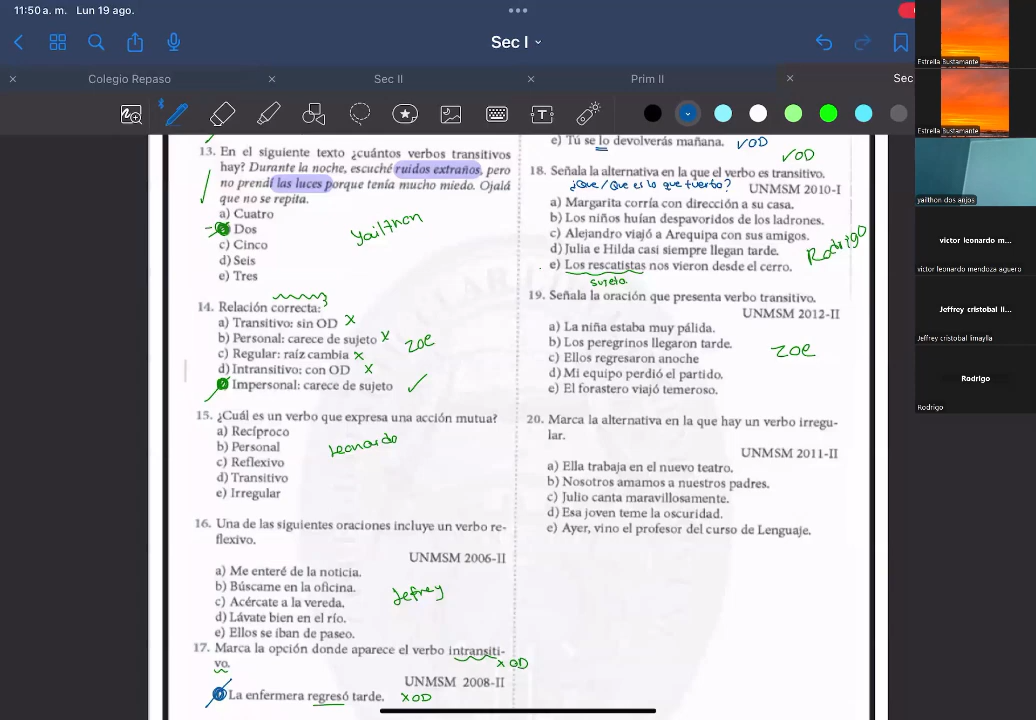 11:50 a. m. Lun 19 ago.
Sec I
Colegio Repaso
Sec II
Prim II
Sec
13. En el siguiente texto ¿cuántos verbos transitivos
hay? Durante la noche, escuché ruidos extraños, pero
no prendí las luces porque tenía mucho miedo. Ojalá
que no se repita.
a) Cuatro
Dos
c) Cinco
d) Seis
e) Tres
Yailthon
14. Relación correcta:
a) Transitivo: sin OD x
b) Personal: carece de sujeto x
c) Regular: raíz cambia x
d) Intransitivo: con OD x
Impersonal: carece de sujeto
zoe
15. ¿Cuál es un verbo que expresa una acción mutua?
a) Recíproco
b) Personal
c) Reflexivo
d) Transitivo
e) Irregular
Leonardo
16. Una de las siguientes oraciones incluye un verbo re-
flexivo.
UNMSM 2006-II
a) Me enteré de la noticia.
b) Búscame en la oficina.
c) Acércate a la vereda.
d) Lávate bien en el río.
e) Ellos se iban de paseo.
Jefrey
17. Marca la opción donde aparece el verbo intransiti-
vo.
x OD
UNMSM 2008-II
La enfermera regresó tarde. x OD
e) Tú se lo devolverás mañana. ✓OD
✓OD
18. Señala la alternativa en la que el verbo es transitivo.
¿Que/Que es lo que + verbo?
UNMSM 2010-I
a) Margarita corría con dirección a su casa.
b) Los niños huían despavoridos de los ladrones.
c) Alejandro viajó a Arequipa con sus amigos.
d) Julia e Hilda casi siempre llegan tarde.
e) Los rescatistas nos vieron desde el cerro.
sujeto
Rodrigo
19. Señala la oración que presenta verbo transitivo.
UNMSM 2012-II
a) La niña estaba muy pálida.
b) Los peregrinos llegaron tarde.
c) Ellos regresaron anoche
d) Mi equipo perdió el partido.
e) El forastero viajó temeroso.
zoe
20. Marca la alternativa en la que hay un verbo irregu-
lar.
UNMSM 2011-II
a) Ella trabaja en el nuevo teatro.
b) Nosotros amamos a nuestros padres.
c) Julio canta maravillosamente.
d) Esa joven teme la oscuridad.
e) Ayer, vino el profesor del curso de Lenguaje.
Estrella Bustamante
Estrella Bustamante
yailthon dos anjos
victor leonardo m...
victor leonardo mendoza aguero
Jeffrey cristobal li...
Jeffrey cristobal limaylla
Rodrigo
Rodrigo